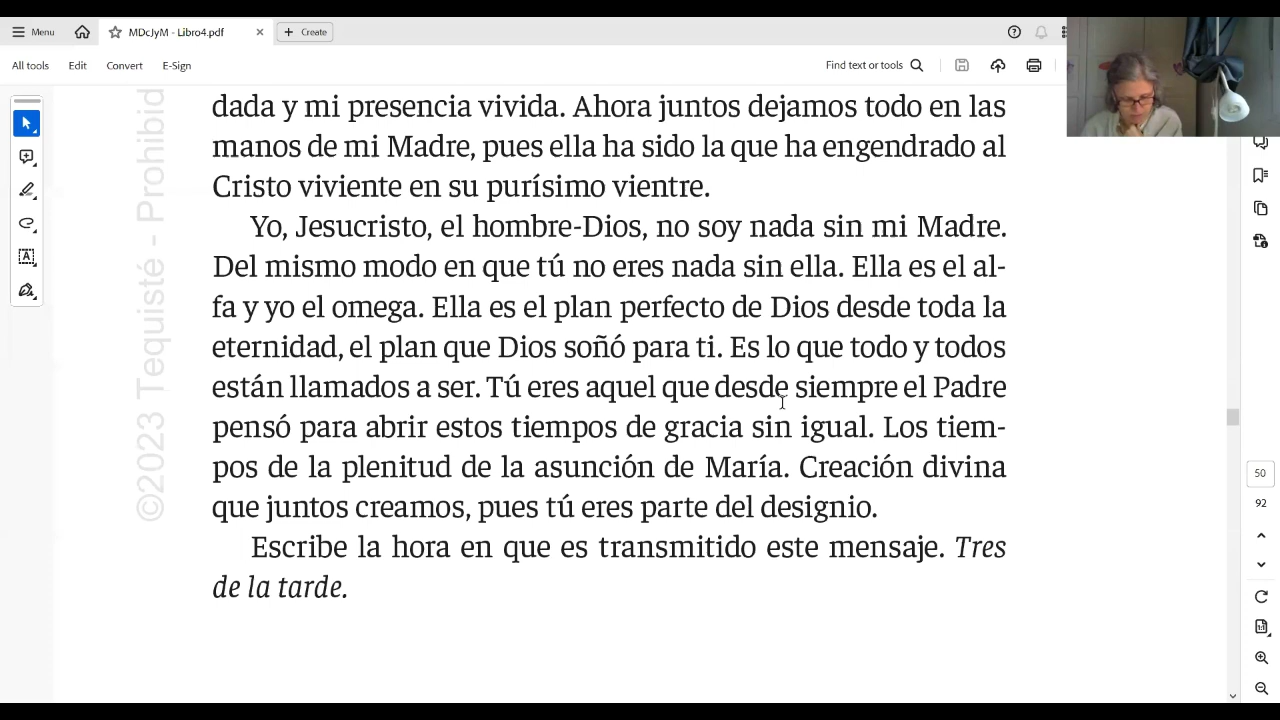 Menu
MDcJyM - Libro4.pdf
Create
All tools
Edit
Convert
E-Sign
Find text or tools
©2023 Tequisté - Prohibid
dada y mi presencia vivida. Ahora juntos dejamos todo en las
manos de mi Madre, pues ella ha sido la que ha engendrado al
Cristo viviente en su purísimo vientre.
Yo, Jesucristo, el hombre-Dios, no soy nada sin mi Madre.
Del mismo modo en que tú no eres nada sin ella. Ella es el al-
fa y yo el omega. Ella es el plan perfecto de Dios desde toda la
eternidad, el plan que Dios soñó para ti. Es lo que todo y todos
están llamados a ser. Tú eres aquel que desde siempre el Padre
pensó para abrir estos tiempos de gracia sin igual. Los tiem-
pos de la plenitud de la asunción de María. Creación divina
que juntos creamos, pues tú eres parte del designio.
Escribe la hora en que es transmitido este mensaje. Tres
de la tarde.
50
92